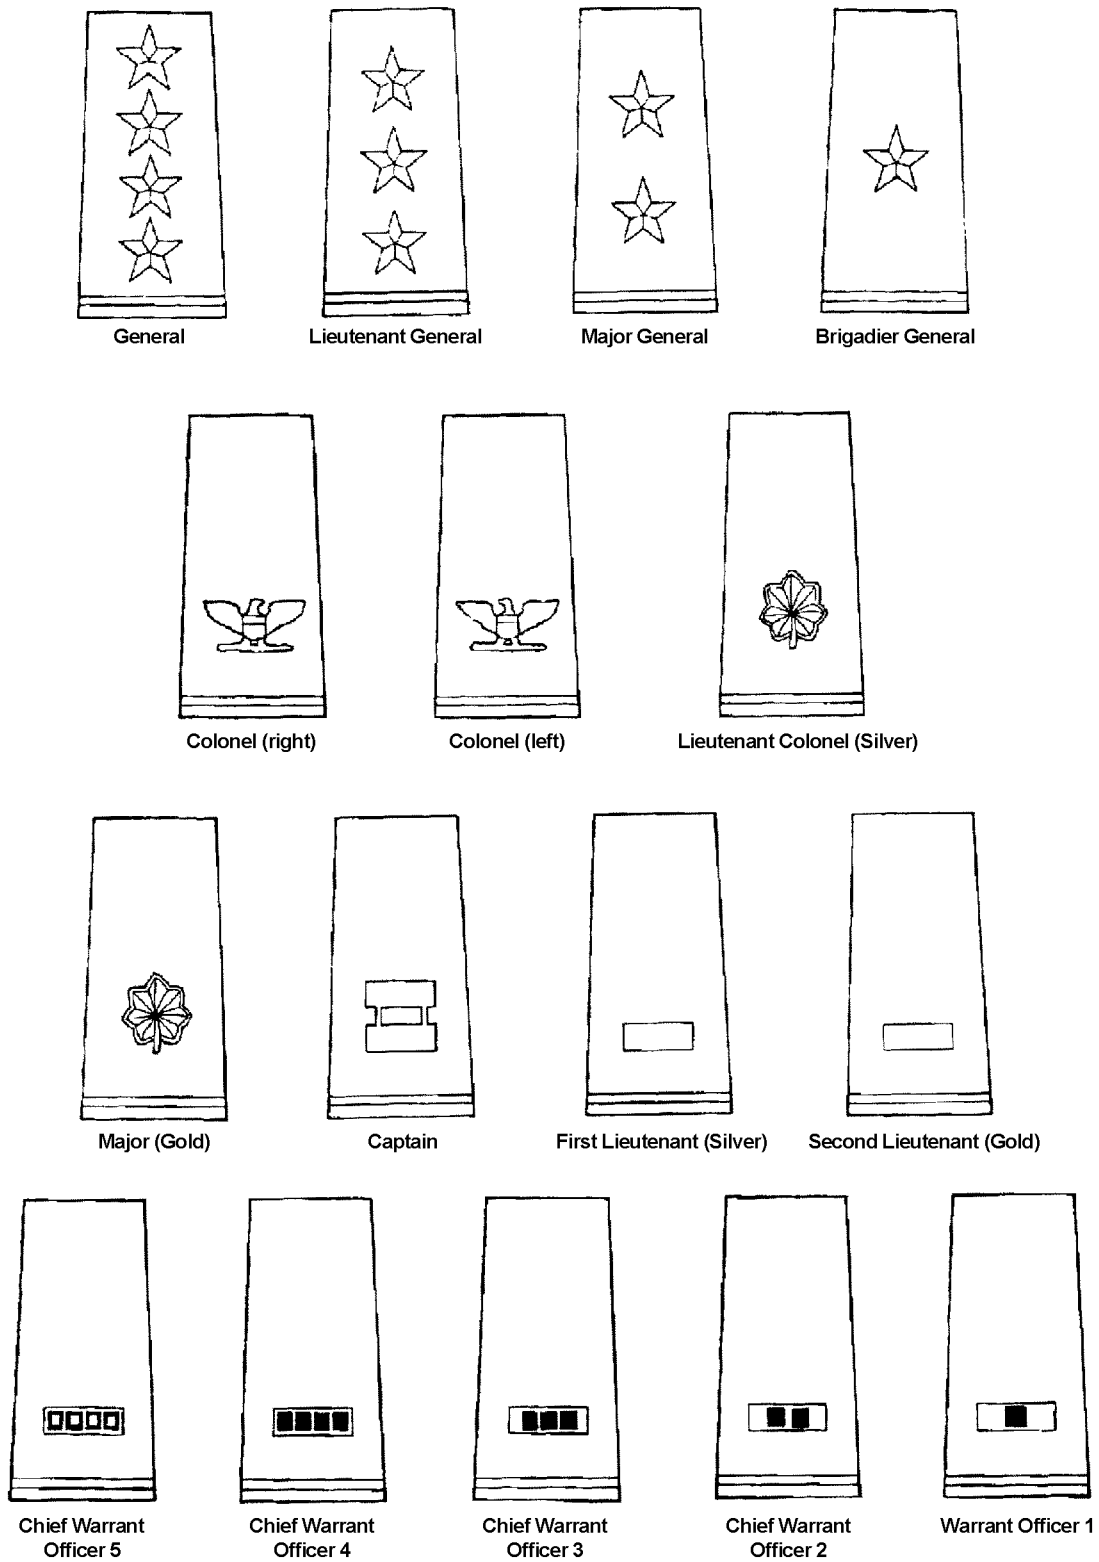 General
Lieutenant General
Major General
Brigadier General
Colonel (right)
Colonel (left)
Lieutenant Colonel (Silver)
Major (Gold)
Captain
First Lieutenant (Silver)
Second Lieutenant (Gold)
Chief Warrant
Officer 5
Chief Warrant
Officer 4
Chief Warrant
Officer 3
Chief Warrant
Officer 2
Warrant Officer 1